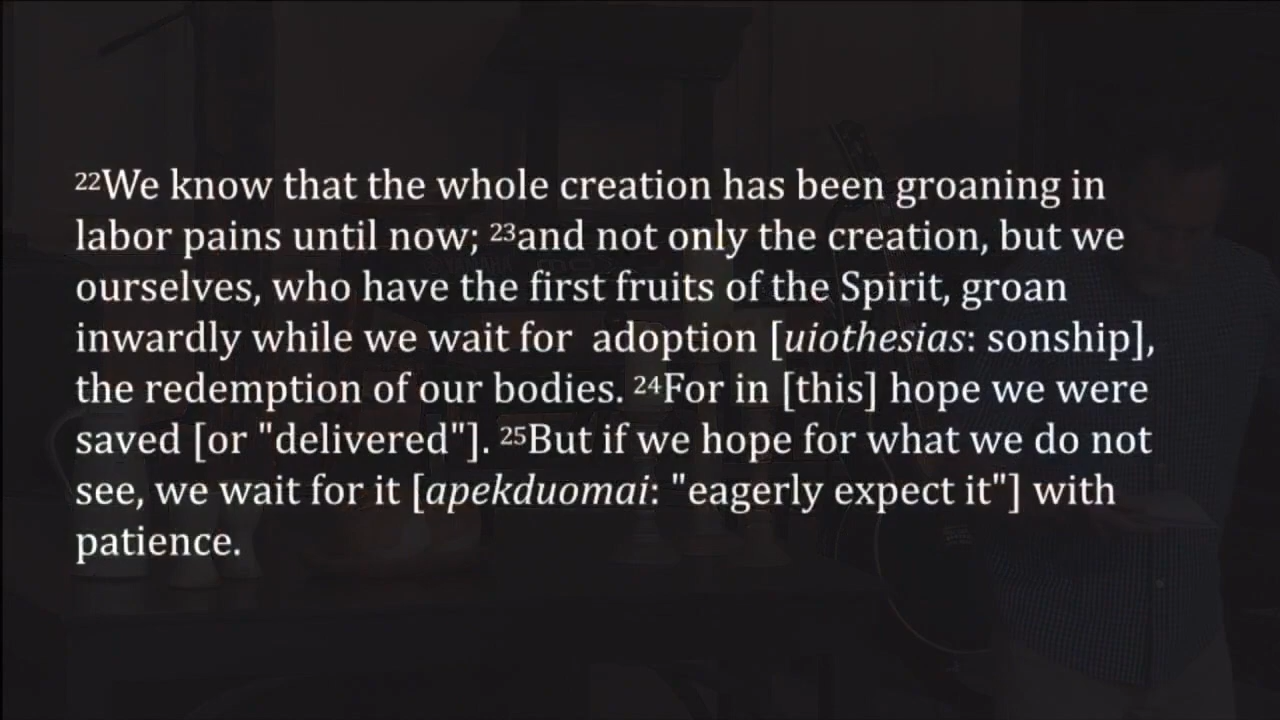 22We know that the whole creation has been groaning in
labor pains until now; 23and not only the creation, but we
ourselves, who have the first fruits of the Spirit, groan
inwardly while we wait for  adoption [uiothesias: sonship],
the redemption of our bodies. 24For in [this] hope we were
saved [or "delivered"]. 25But if we hope for what we do not
see, we wait for it [apekduomai: "eagerly expect it"] with
patience.